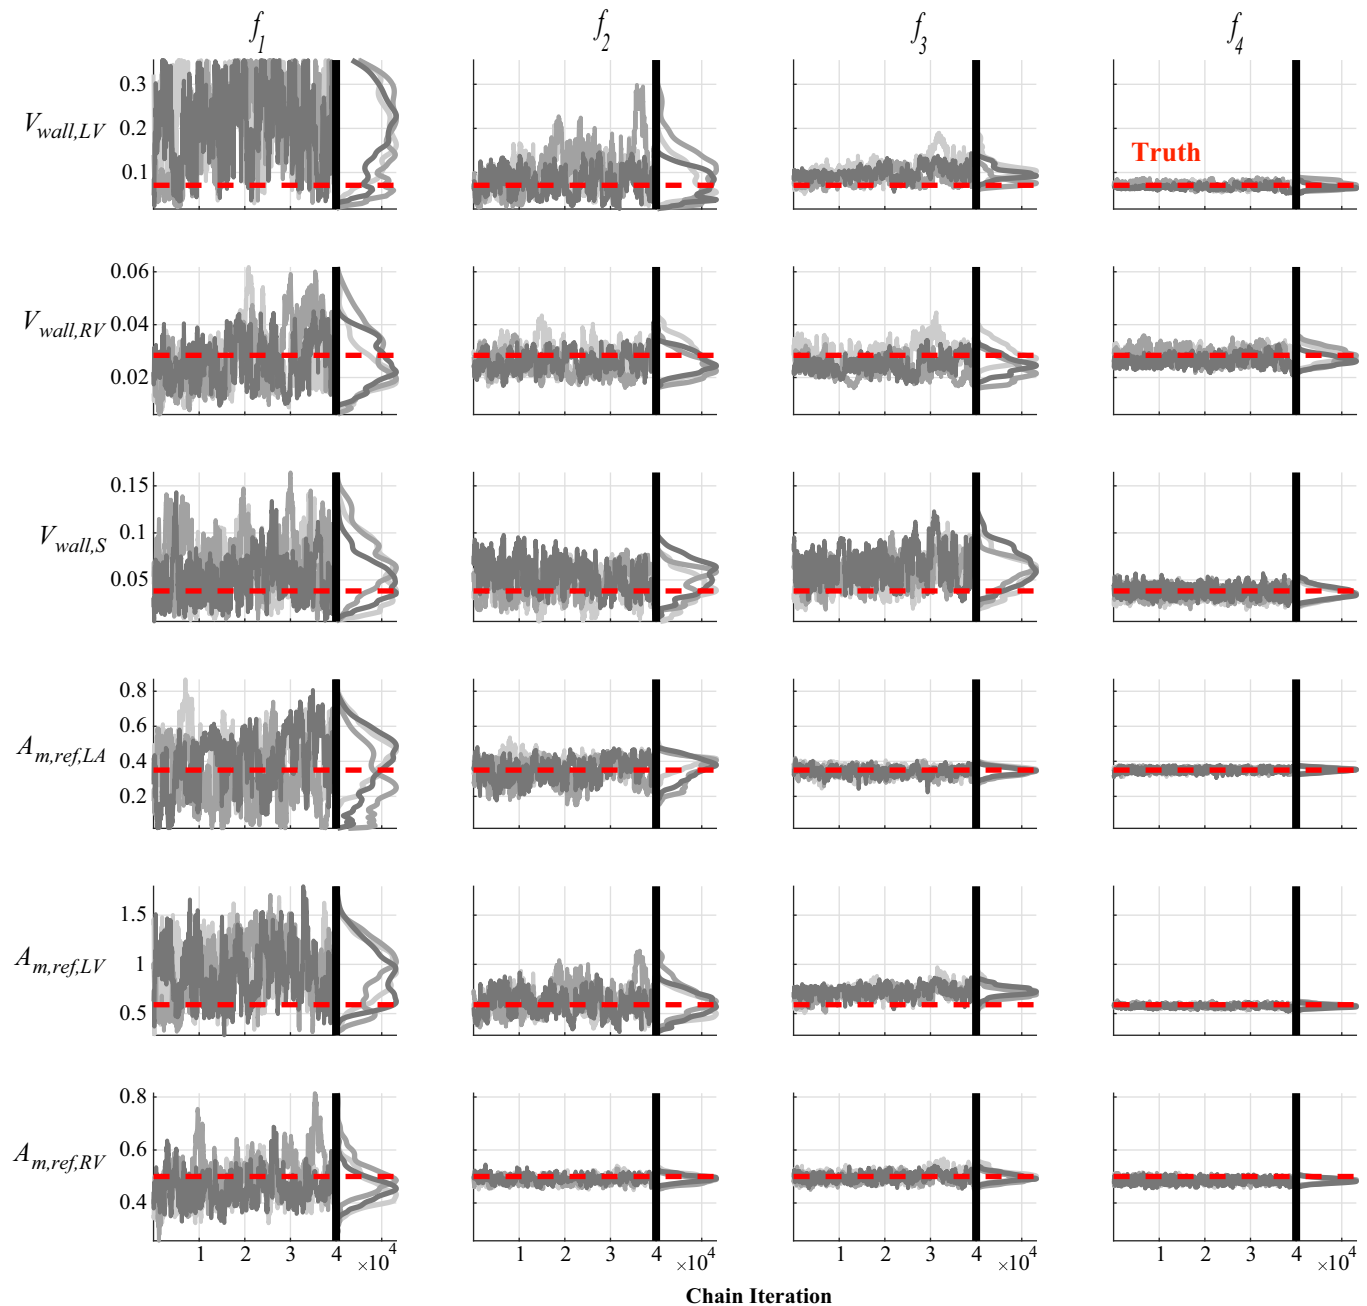 f1 f2 f3 f4
Vwall,LV
0.3
0.2
0.1
Truth
Vwall,RV
0.06
0.04
0.02
Vwall,S
0.15
0.1
0.05
Am,ref,LA
0.8
0.6
0.4
0.2
Am,ref,LV
1.5
1
0.5
Am,ref,RV
0.8
0.6
0.4
1 2 3 4 1 2 3 4 1 2 3 4 1 2 3 4
×10^4 ×10^4 ×10^4 ×10^4
Chain Iteration